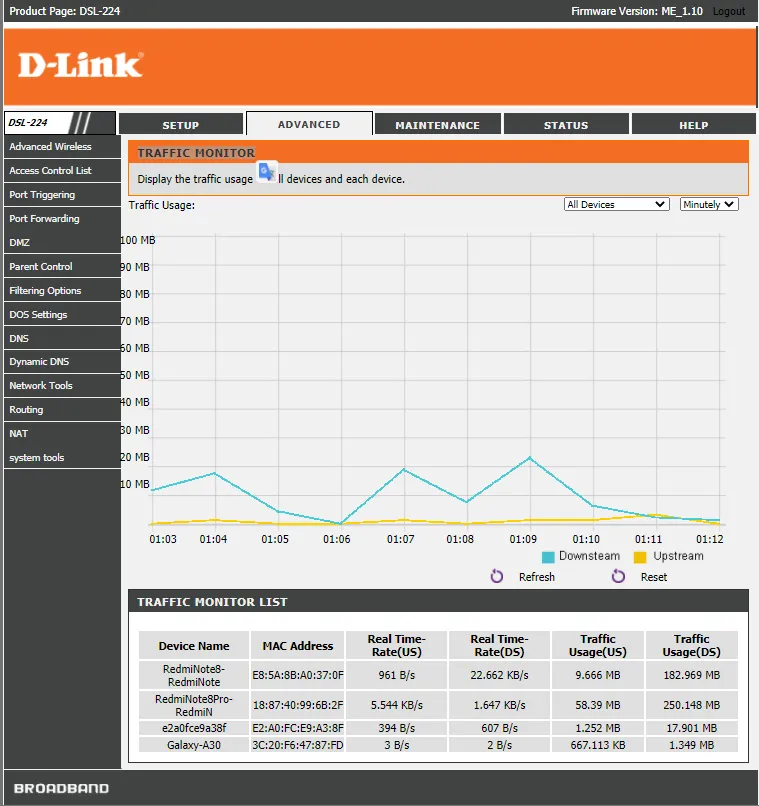 Product Page: DSL-224
Firmware Version: ME_1.10 Logout
D-Link
DSL-224
SETUP
ADVANCED
MAINTENANCE
STATUS
HELP
Advanced Wireless
Access Control List
Port Triggering
Port Forwarding
DMZ
Parent Control
Filtering Options
DOS Settings
DNS
Dynamic DNS
Network Tools
Routing
NAT
system tools
TRAFFIC MONITOR
Display the traffic usage ll devices and each device.
Traffic Usage:
All Devices
Minutely
100 MB
90 MB
80 MB
70 MB
60 MB
50 MB
40 MB
30 MB
20 MB
10 MB
01:03 01:04 01:05 01:06 01:07 01:08 01:09 01:10 01:11 01:12
Downsteam Upstream
Refresh Reset
TRAFFIC MONITOR LIST
Device Name MAC Address Real Time-Rate(US) Real Time-Rate(DS) Traffic Usage(US) Traffic Usage(DS)
RedmiNote8-RedmiNote E8:5A:8B:A0:37:0F 961 B/s 22.662 KB/s 9.666 MB 182.969 MB
RedmiNote8Pro-RedmiN 18:87:40:99:6B:2F 5.544 KB/s 1.647 KB/s 58.39 MB 250.148 MB
e2a0fce9a38f E2:A0:FC:E9:A3:8F 394 B/s 607 B/s 1.252 MB 17.901 MB
Galaxy-A30 3C:20:F6:47:87:FD 3 B/s 2 B/s 667.113 KB 1.349 MB
BROADBAND